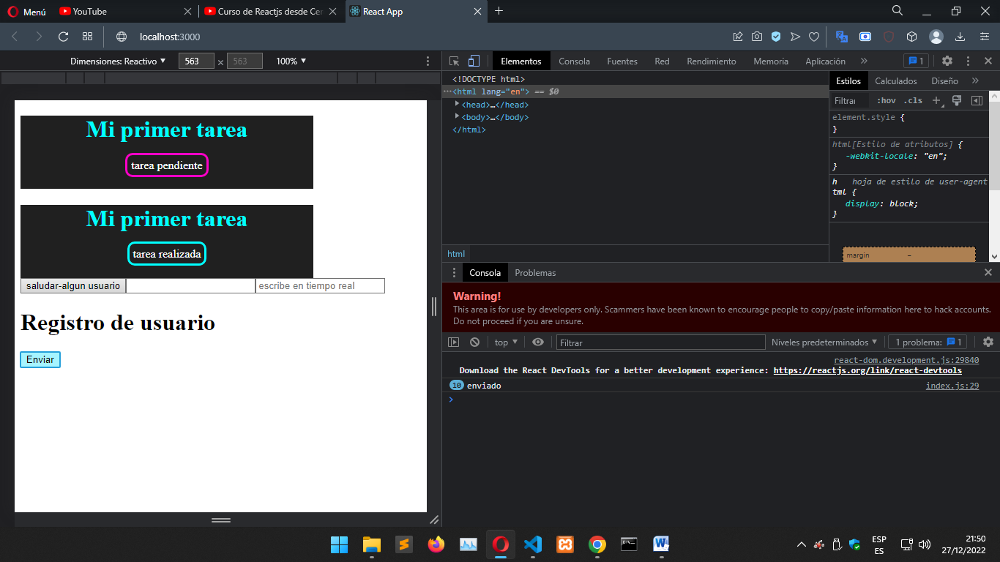 Menú
YouTube
Curso de Reactjs desde Cer
React App
localhost:3000
Dimensiones: Reactivo ▼ 563 × 563 100% ▼
Mi primer tarea
tarea pendiente
Mi primer tarea
tarea realizada
saludar-algun usuario
escribe en tiempo real
Registro de usuario
Enviar
Elementos Consola Fuentes Red Rendimiento Memoria Aplicación » 1
<!DOCTYPE html>
<html lang="en"> == $0
<head>…</head>
<body>…</body>
</html>
html
Estilos Calculados Diseño »
Filtrar :hov .cls
element.style {
}
html[Estilo de atributos] {
-webkit-locale: "en";
}
h hoja de estilo de user-agent
tml {
display: block;
}
margin –
Consola Problemas
Warning!
This area is for use by developers only. Scammers have been known to encourage people to copy/paste information here to hack accounts.
Do not proceed if you are unsure.
top ▼ Filtrar Niveles predeterminados ▼ 1 problema: 1
react-dom.development.js:29840
Download the React DevTools for a better development experience: https://reactjs.org/link/react-devtools
10 enviado index.js:29
ESP
ES
21:50
27/12/2022